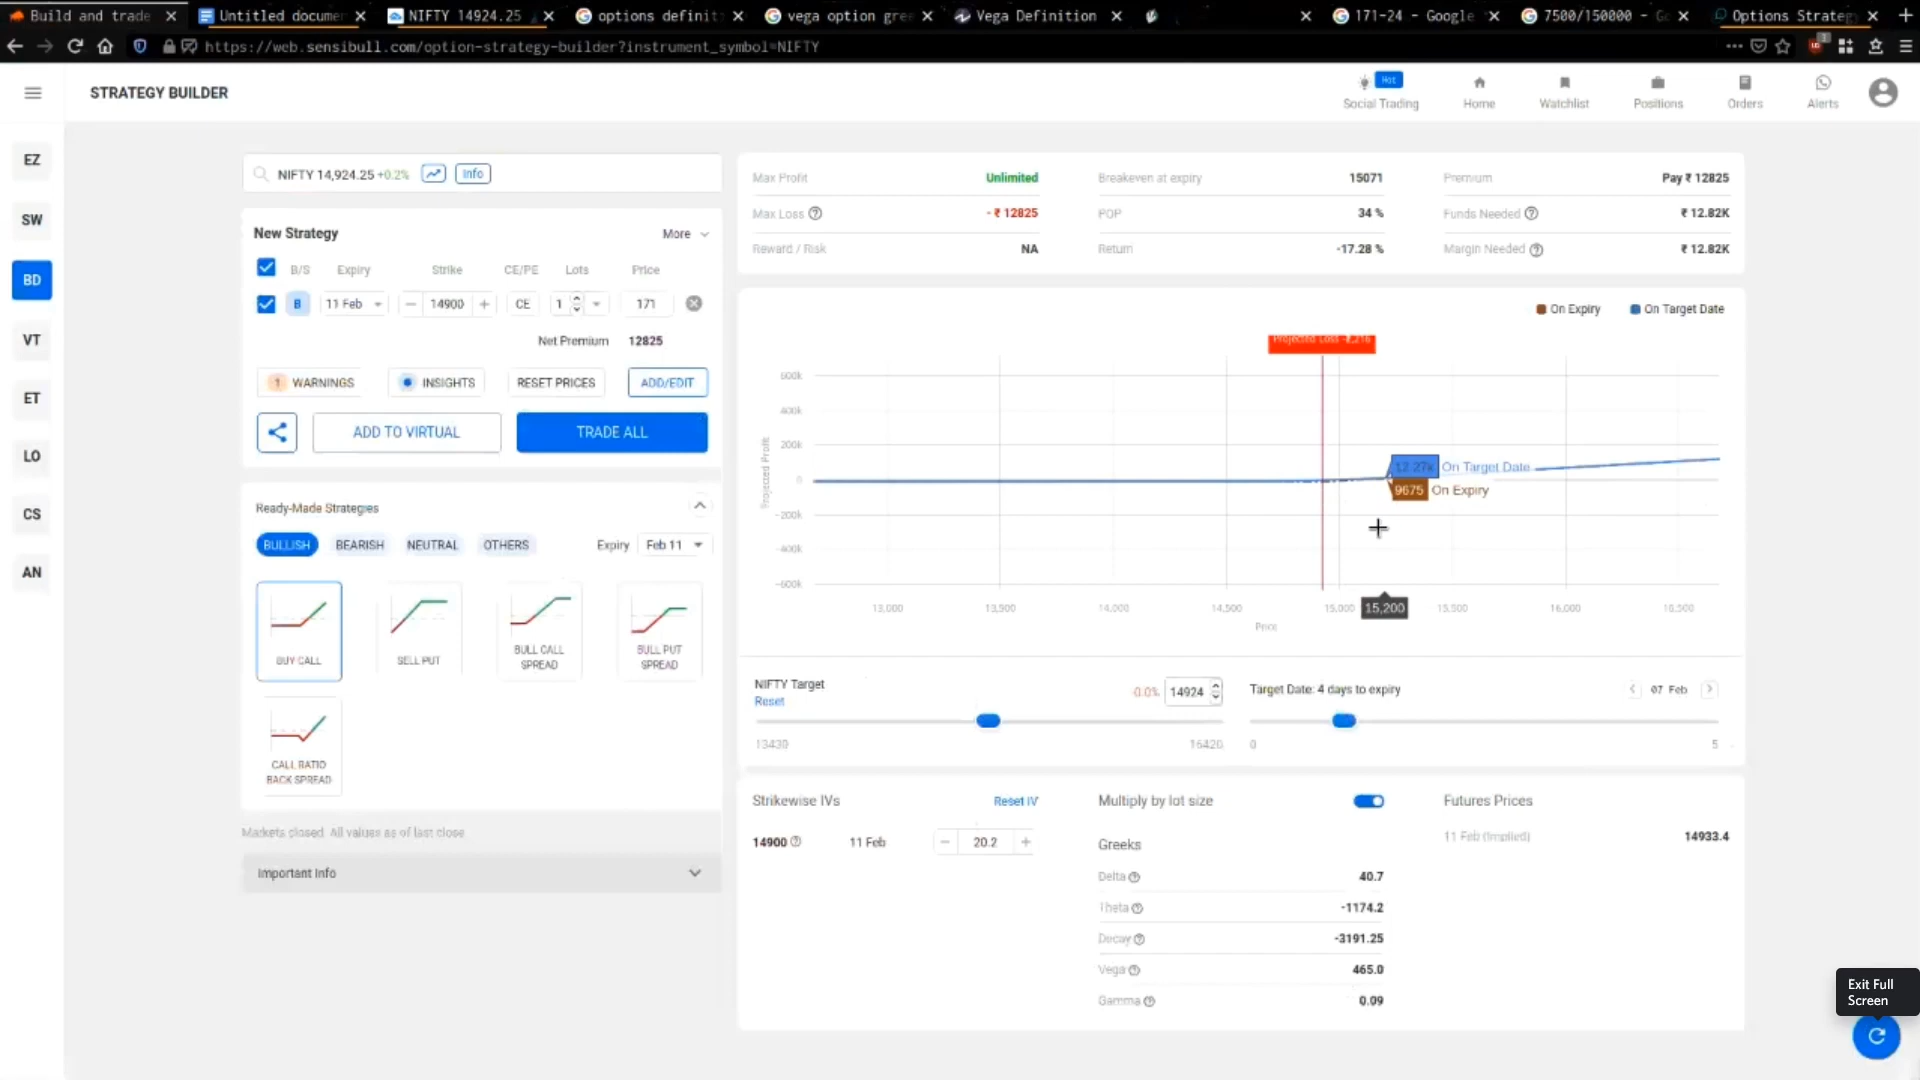 Build and trade
Untitled documen
NIFTY 14924.25
options definit
vega option gree
Vega Definition
171-24 - Google
7500/150000 - G
Options Strateg
https://web.sensibull.com/option-strategy-builder?instrument_symbol=NIFTY
STRATEGY BUILDER
Hot
Social Trading
Home
Watchlist
Positions
Orders
Alerts
EZ
SW
BD
VT
ET
LO
CS
AN
NIFTY 14,924.25 +0.2%
Info
New Strategy
More
B/S Expiry Strike CE/PE Lots Price
B 11 Feb 14900 CE 1 171
Net Premium 12825
1 WARNINGS
INSIGHTS
RESET PRICES
ADD/EDIT
ADD TO VIRTUAL
TRADE ALL
Ready-Made Strategies
BULLISH
BEARISH
NEUTRAL
OTHERS
Expiry Feb 11
BUY CALL
SELL PUT
BULL CALL
SPREAD
BULL PUT
SPREAD
CALL RATIO
BACK SPREAD
Markets closed. All values as of last close
Important Info
Max Profit Unlimited
Max Loss - ₹ 12825
Reward / Risk NA
Breakeven at expiry 15071
POP 34 %
Return -17.28 %
Premium Pay ₹ 12825
Funds Needed ₹ 12.82K
Margin Needed ₹ 12.82K
On Expiry
On Target Date
Projected Loss -2,216
Projected Profit
600k
400k
200k
0
-200k
-400k
-600k
12.27k On Target Date
9675 On Expiry
13,000 13,500 14,000 14,500 15,000 15,200 15,500 16,000 16,500
Price
NIFTY Target
Reset
-0.0% 14924
13430 16420
Target Date: 4 days to expiry
07 Feb
0 5
Strikewise IVs
Reset IV
14900 11 Feb 20.2
Multiply by lot size
Greeks
Delta 40.7
Theta -1174.2
Decay -3191.25
Vega 465.0
Gamma 0.09
Futures Prices
11 Feb (Implied) 14933.4
Exit Full
Screen